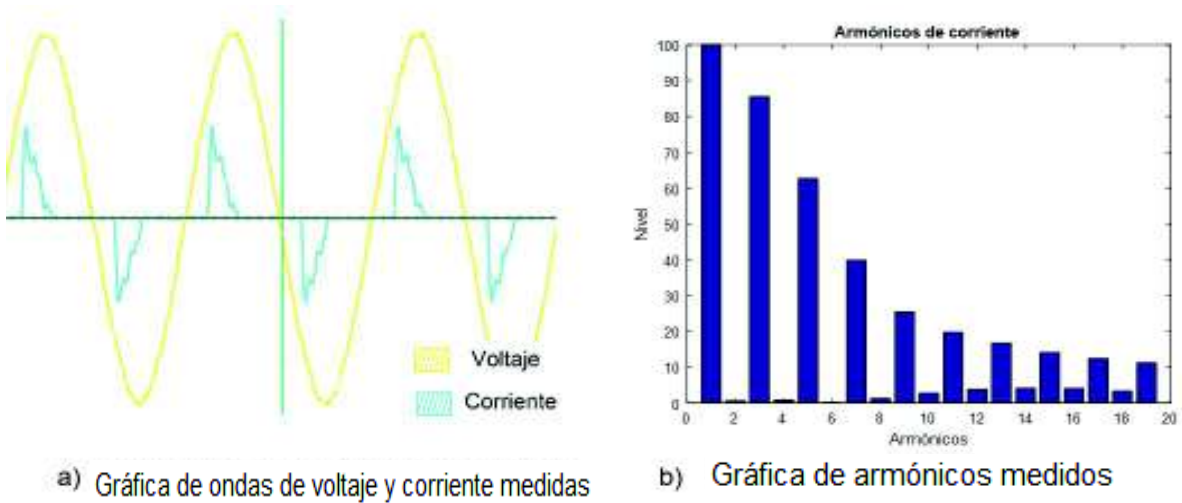 Voltaje
Corriente
a) Gráfica de ondas de voltaje y corriente medidas
Armónicos de corriente
100
90
80
70
60
50
40
30
20
10
0
Nivel
0 2 4 6 8 10 12 14 16 18 20
Armónicos
b) Gráfica de armónicos medidos